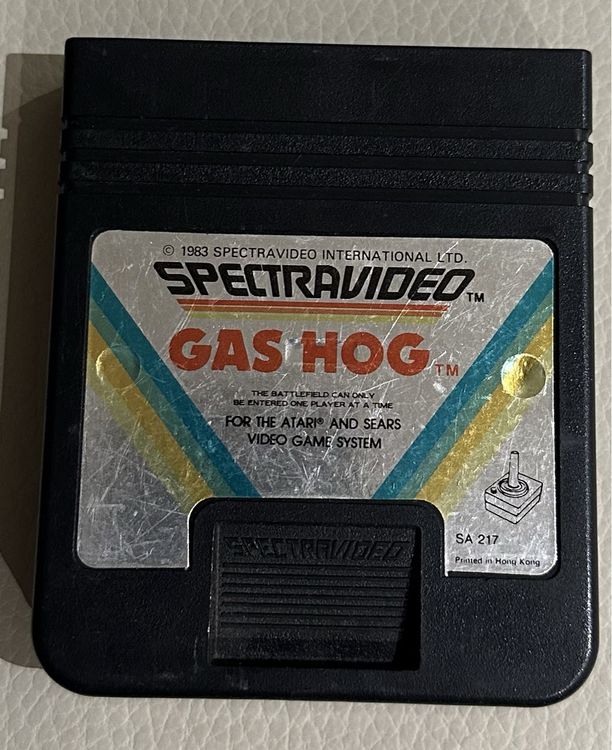 © 1983 SPECTRAVIDEO INTERNATIONAL LTD.
SPECTRAVIDEO™
GAS HOG™
THE BATTLEFIELD CAN ONLY
BE ENTERED ONE PLAYER AT A TIME
FOR THE ATARI® AND SEARS
VIDEO GAME SYSTEM
SA 217
Printed in Hong Kong
SPECTRAVIDEO